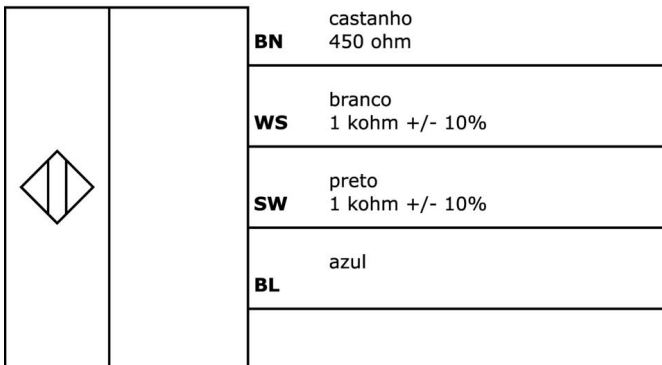 castanho
BN 450 ohm
branco
WS 1 kohm +/- 10%
preto
SW 1 kohm +/- 10%
azul
BL